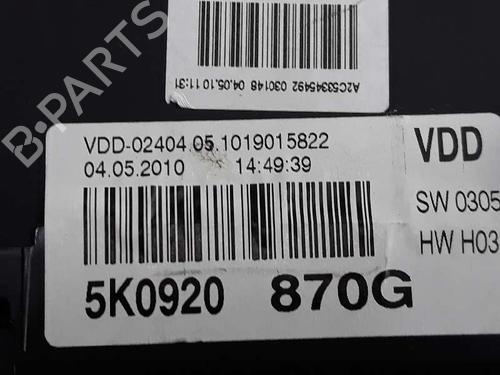 A2C53345492 030148 04.05.10 11:31
VDD-02404.05.1019015822
04.05.2010 14:49:39
VDD
SW 0305
HW H03
5K0920 870G
B-PARTS